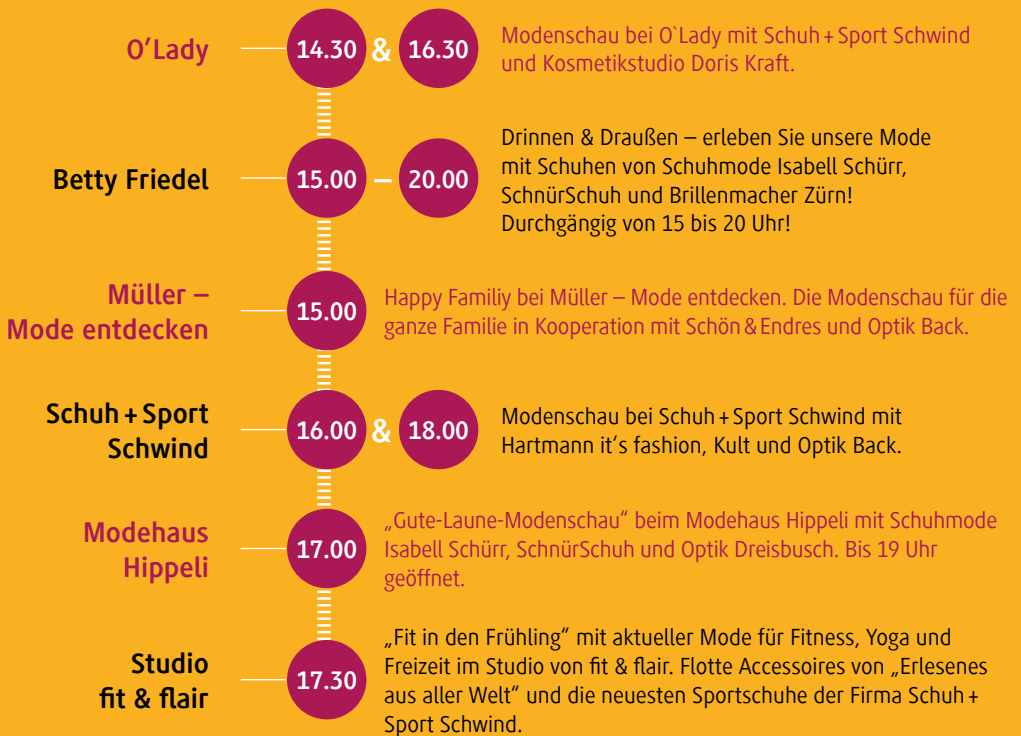 O'Lady
14.30 & 16.30
Modenschau bei O`Lady mit Schuh + Sport Schwind
und Kosmetikstudio Doris Kraft.
Betty Friedel
15.00 – 20.00
Drinnen & Draußen – erleben Sie unsere Mode
mit Schuhen von Schuhmode Isabell Schürr,
SchnürSchuh und Brillenmacher Zürn!
Durchgängig von 15 bis 20 Uhr!
Müller –
Mode entdecken
15.00
Happy Familiy bei Müller – Mode entdecken. Die Modenschau für die
ganze Familie in Kooperation mit Schön & Endres und Optik Back.
Schuh + Sport
Schwind
16.00 & 18.00
Modenschau bei Schuh + Sport Schwind mit
Hartmann it's fashion, Kult und Optik Back.
Modehaus
Hippeli
17.00
„Gute-Laune-Modenschau“ beim Modehaus Hippeli mit Schuhmode
Isabell Schürr, SchnürSchuh und Optik Dreisbusch. Bis 19 Uhr
geöffnet.
Studio
fit & flair
17.30
„Fit in den Frühling“ mit aktueller Mode für Fitness, Yoga und
Freizeit im Studio von fit & flair. Flotte Accessoires von „Erlesenes
aus aller Welt“ und die neuesten Sportschuhe der Firma Schuh +
Sport Schwind.